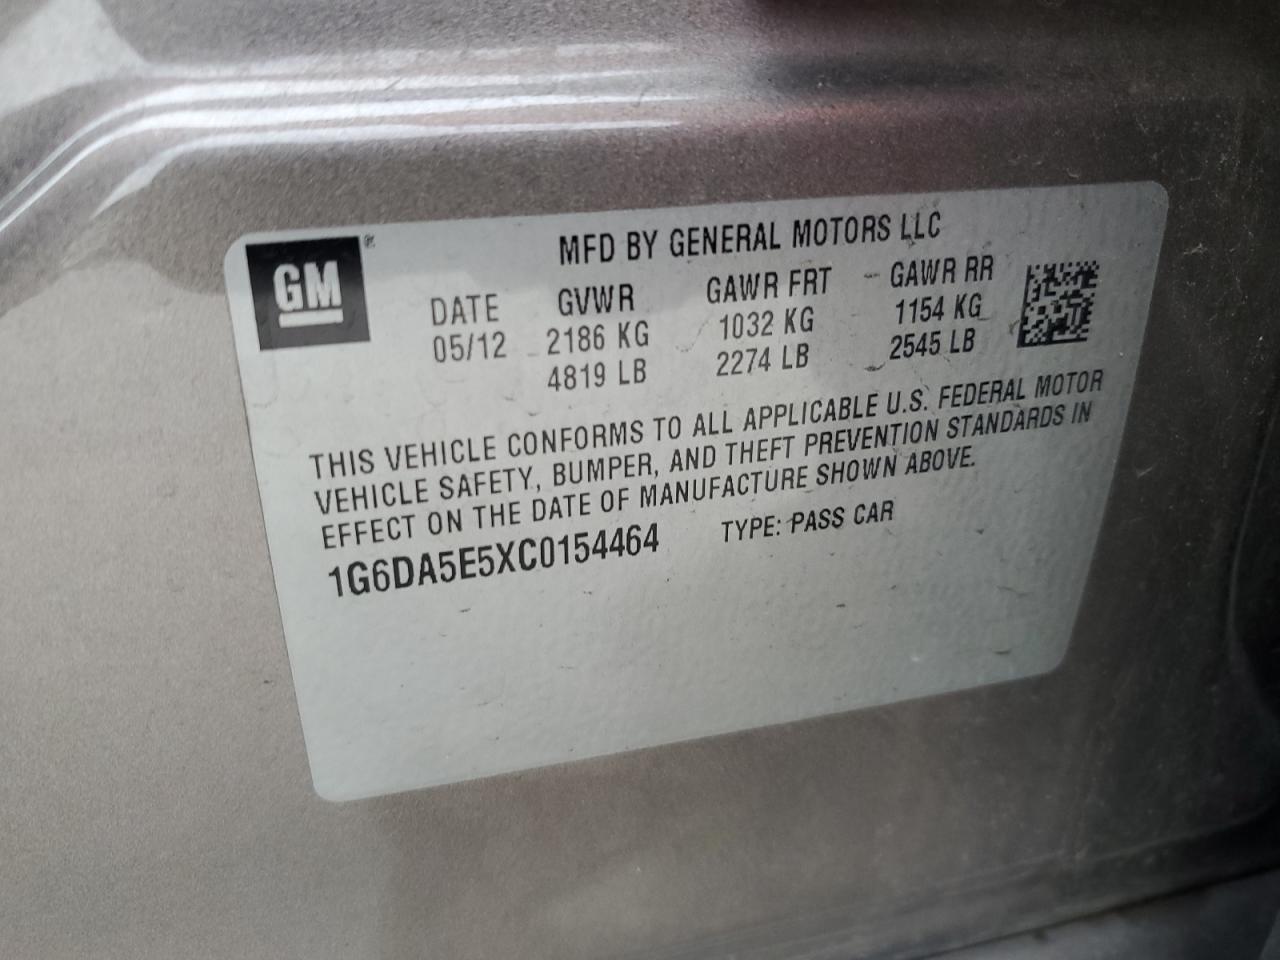 GM®
MFD BY GENERAL MOTORS LLC
DATE GVWR GAWR FRT GAWR RR
05/12 2186 KG 1032 KG 1154 KG
4819 LB 2274 LB 2545 LB
THIS VEHICLE CONFORMS TO ALL APPLICABLE U.S. FEDERAL MOTOR
VEHICLE SAFETY, BUMPER, AND THEFT PREVENTION STANDARDS IN
EFFECT ON THE DATE OF MANUFACTURE SHOWN ABOVE.
1G6DA5E5XC0154464 TYPE: PASS CAR